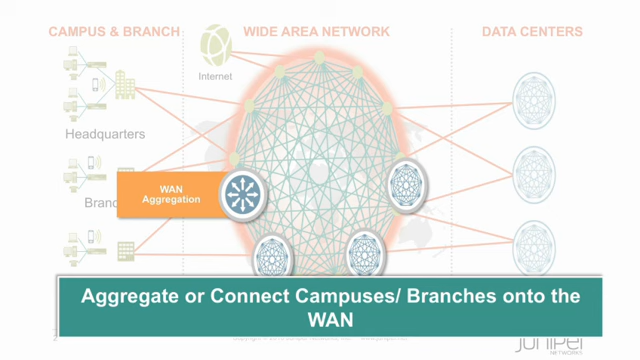 CAMPUS & BRANCH
WIDE AREA NETWORK
DATA CENTERS
Internet
Headquarters
WAN
Aggregation
Aggregate or Connect Campuses/ Branches onto the
WAN
NETWORKS